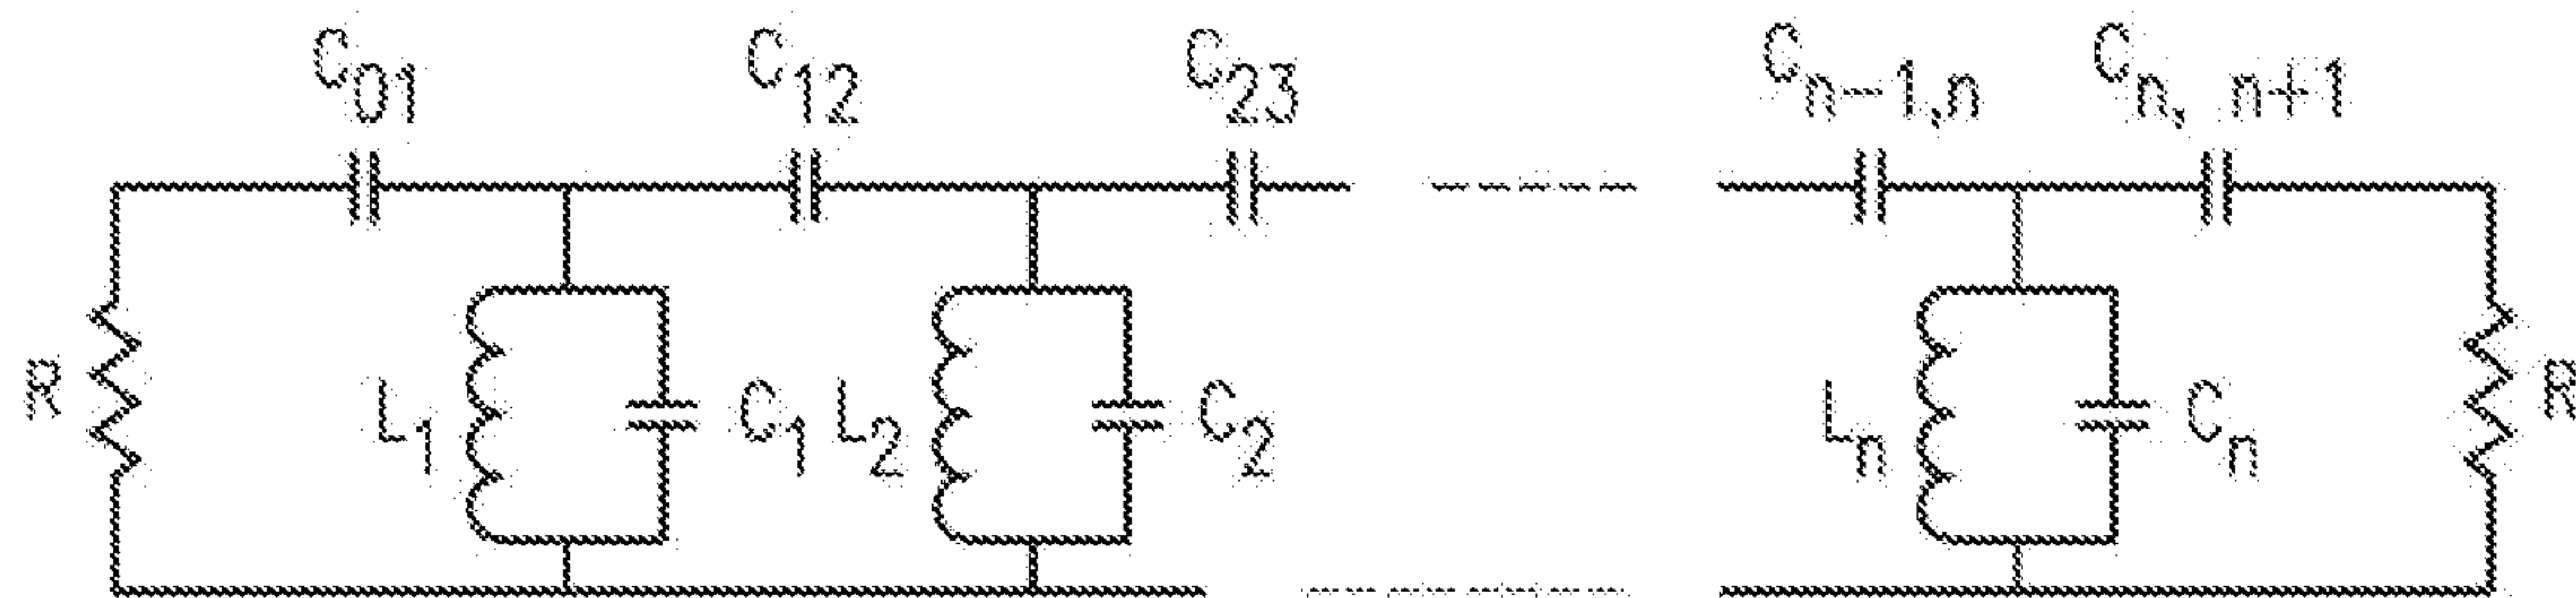 C01 C12 C23 Cn-1,n Cn, n+1
R L1 C1 L2 C2 Ln Cn R